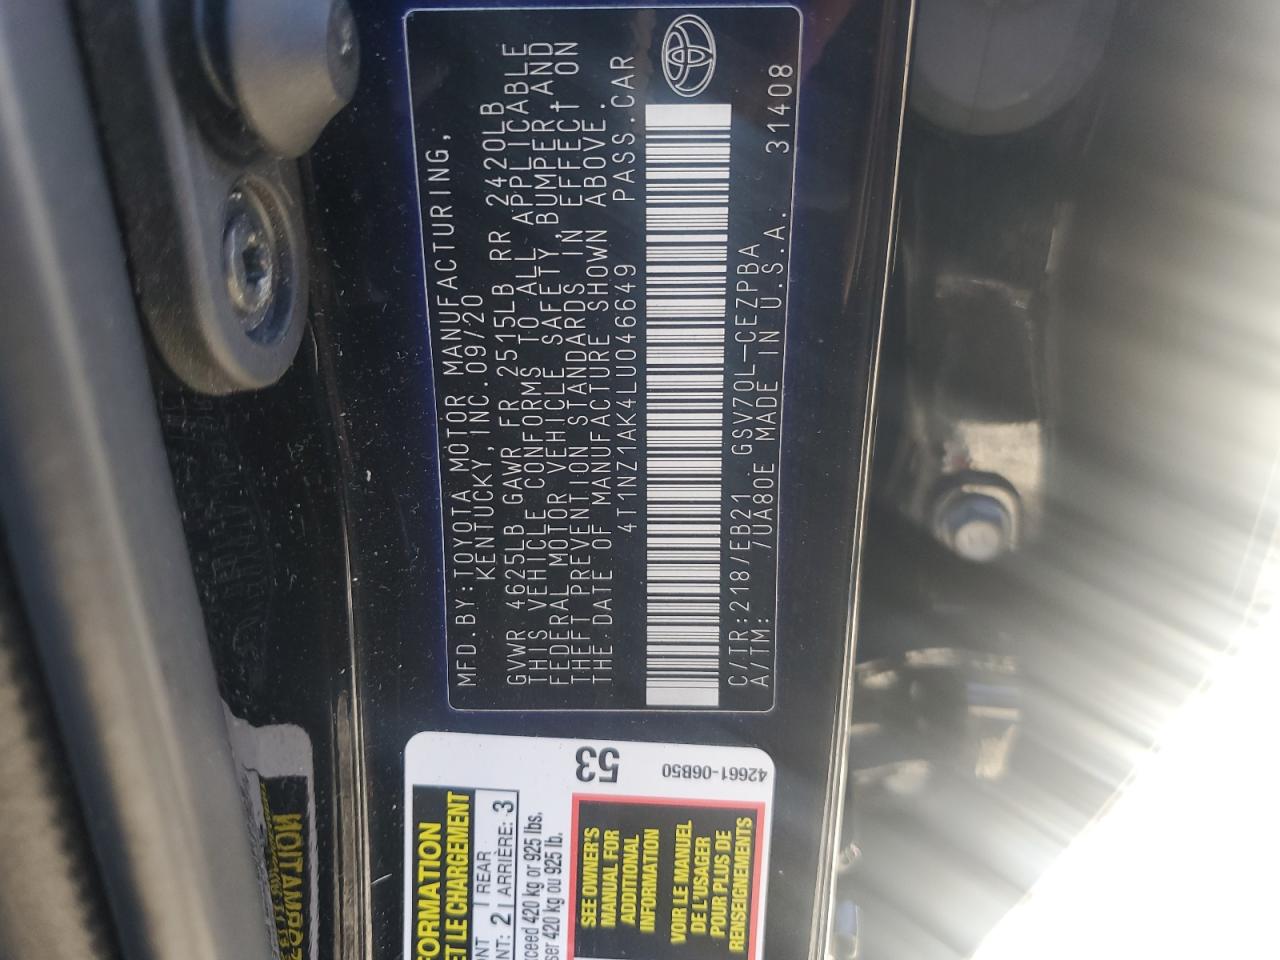 MFD.BY:TOYOTA MOTOR MANUFACTURING,
KENTUCKY, INC.09/20
GVWR 4625LB GAWR FR 2515LB RR 2420LB
THIS VEHICLE CONFORMS TO ALL APPLICABLE
FEDERAL MOTOR VEHICLE SAFETY, BUMPER, AND
THEFT PREVENTION STANDARDS IN EFFECT ON
THE DATE OF MANUFACTURE SHOWN ABOVE.
4T1NZ1AK4LU046649 PASS.CAR
C/TR:218/EB21 GSV70L-CEZPBA
A/TM: 7UA80E MADE IN U.S.A. 31408
53
42661-06B50
ET LE CHARGEMENT
2 REAR
2 ARRIÈRE: 3
420 kg or 925 lbs.
420 kg ou 925 lb.
SEE OWNER'S
MANUAL FOR
ADDITIONAL
INFORMATION
VOIR LE MANUEL
DE L'USAGER
POUR PLUS DE
RENSEIGNEMENTS